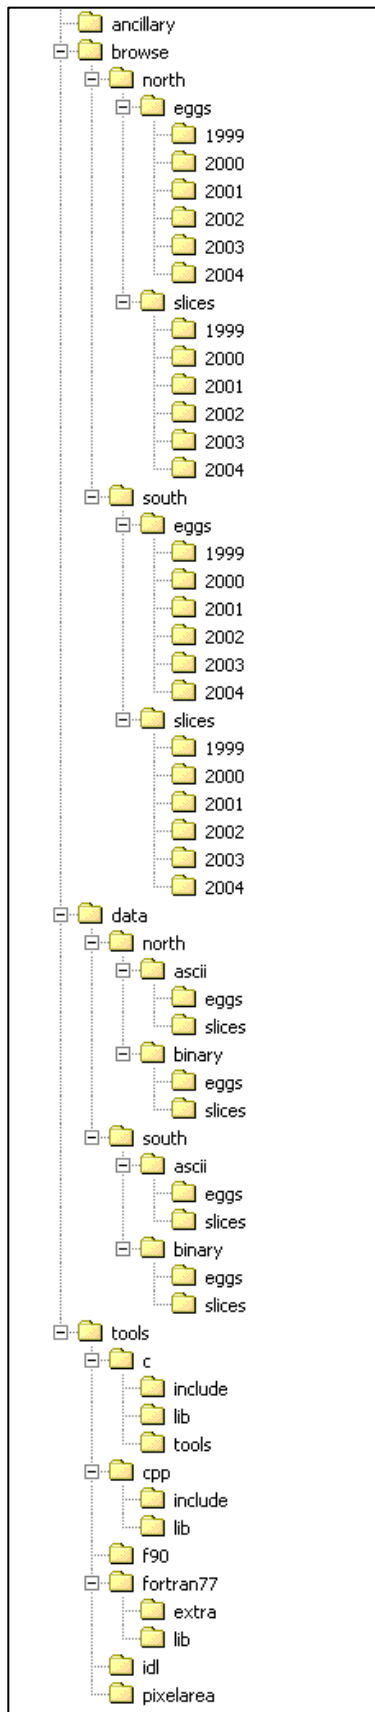 ancillary
browse
north
eggs
1999
2000
2001
2002
2003
2004
slices
1999
2000
2001
2002
2003
2004
south
eggs
1999
2000
2001
2002
2003
2004
slices
1999
2000
2001
2002
2003
2004
data
north
ascii
eggs
slices
binary
eggs
slices
south
ascii
eggs
slices
binary
eggs
slices
tools
c
include
lib
tools
cpp
include
lib
f90
fortran77
extra
lib
idl
pixelarea